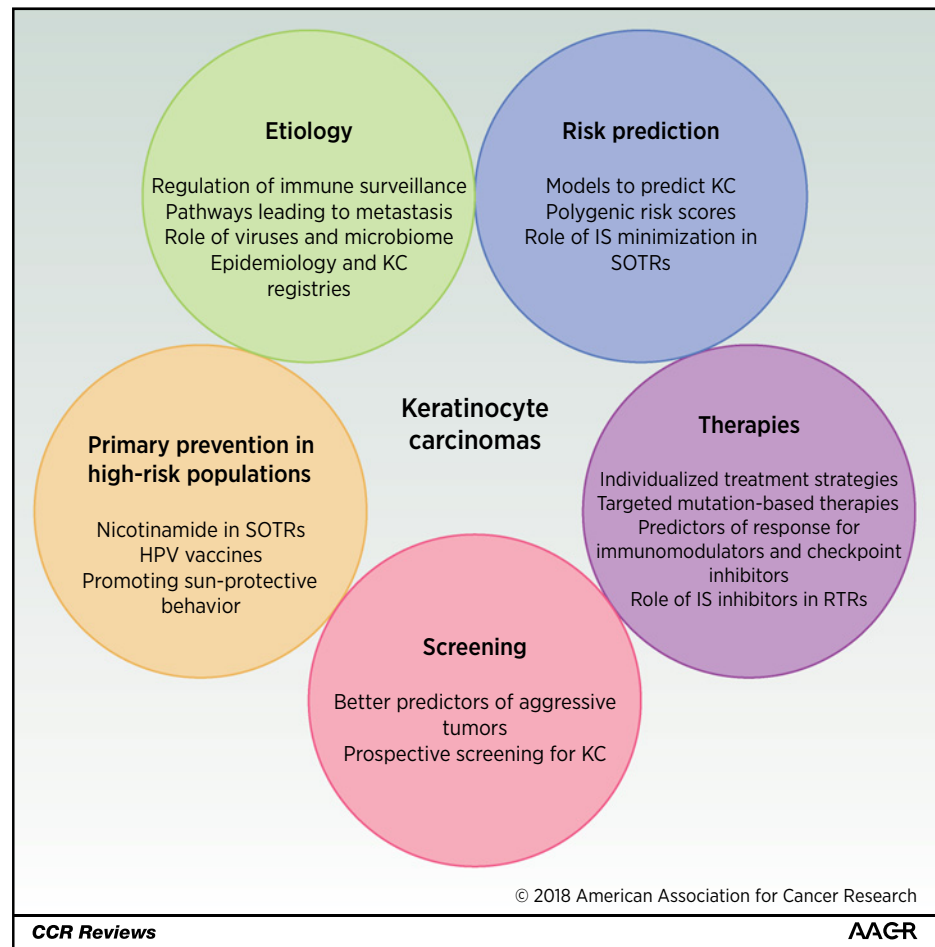 Etiology
Regulation of immune surveillance
Pathways leading to metastasis
Role of viruses and microbiome
Epidemiology and KC
registries
Risk prediction
Models to predict KC
Polygenic risk scores
Role of IS minimization in
SOTRs
Keratinocyte
carcinomas
Primary prevention in
high-risk populations
Nicotinamide in SOTRs
HPV vaccines
Promoting sun-protective
behavior
Therapies
Individualized treatment strategies
Targeted mutation-based therapies
Predictors of response for
immunomodulators and checkpoint
inhibitors
Role of IS inhibitors in RTRs
Screening
Better predictors of aggressive
tumors
Prospective screening for KC
© 2018 American Association for Cancer Research
CCR Reviews
AACR